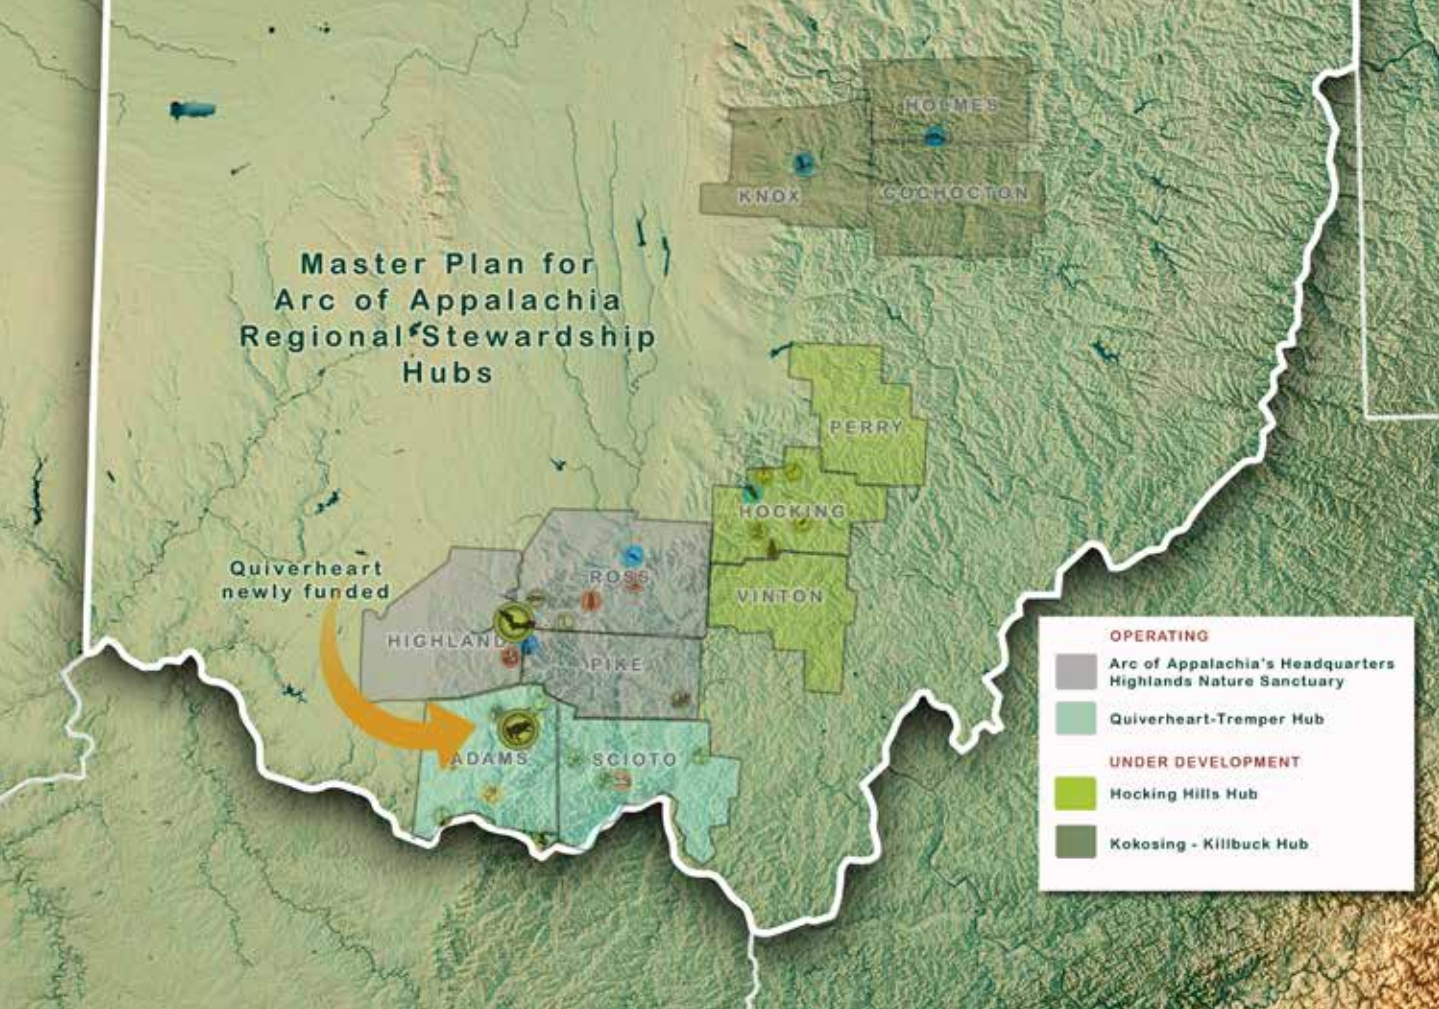 HOLMES
KNOX
COCHOCTON
Master Plan for
Arc of Appalachia
Regional Stewardship
Hubs
PERRY
HOCKING
Quiverheart
newly funded
ROSS
VINTON
HIGHLAND
PIKE
ADAMS
SCIOTO
OPERATING
Arc of Appalachia's Headquarters
Highlands Nature Sanctuary
Quiverheart-Tremper Hub
UNDER DEVELOPMENT
Hocking Hills Hub
Kokosing - Killbuck Hub